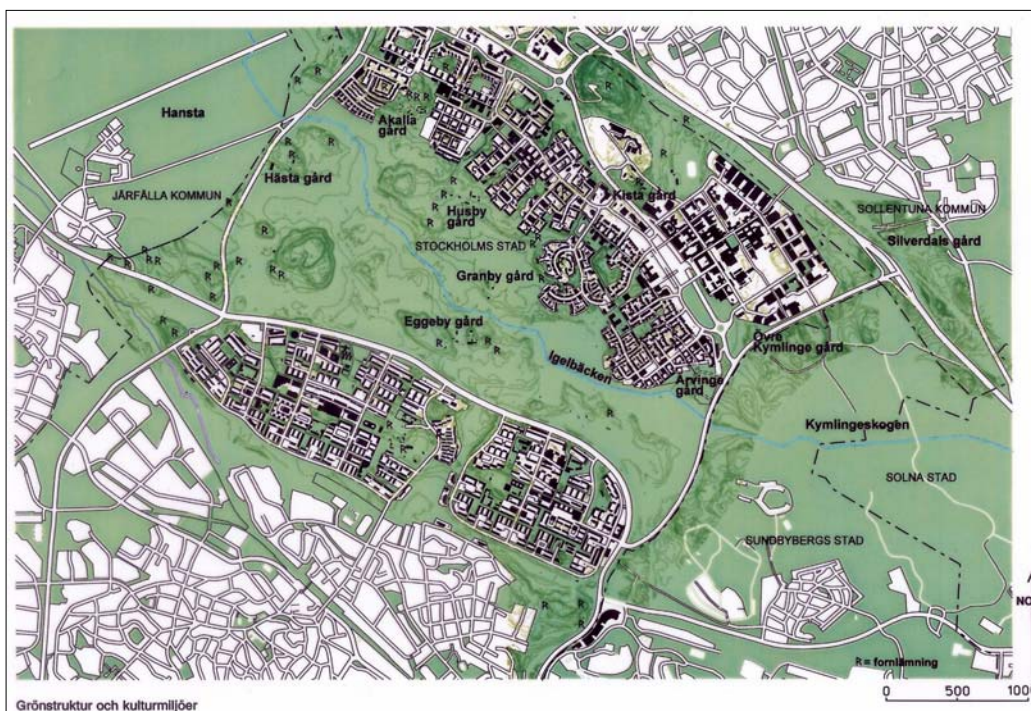 Hansta
Akalla
gård
Hästa gård
JÄRFÄLLA KOMMUN
Husby
gård
STOCKHOLMS STAD
Kista gård
SOLLENTUNA KOMMUN
Silverdals gård
Granby gård
Eggeby gård
Igelbäcken
Övre
Kymlinge gård
Arvinge
gård
Kymlingeskogen
SOLNA STAD
SUNDBYBERGS STAD
NO
R = fornlämning
0 500 100
Grönstruktur och kulturmiljöer